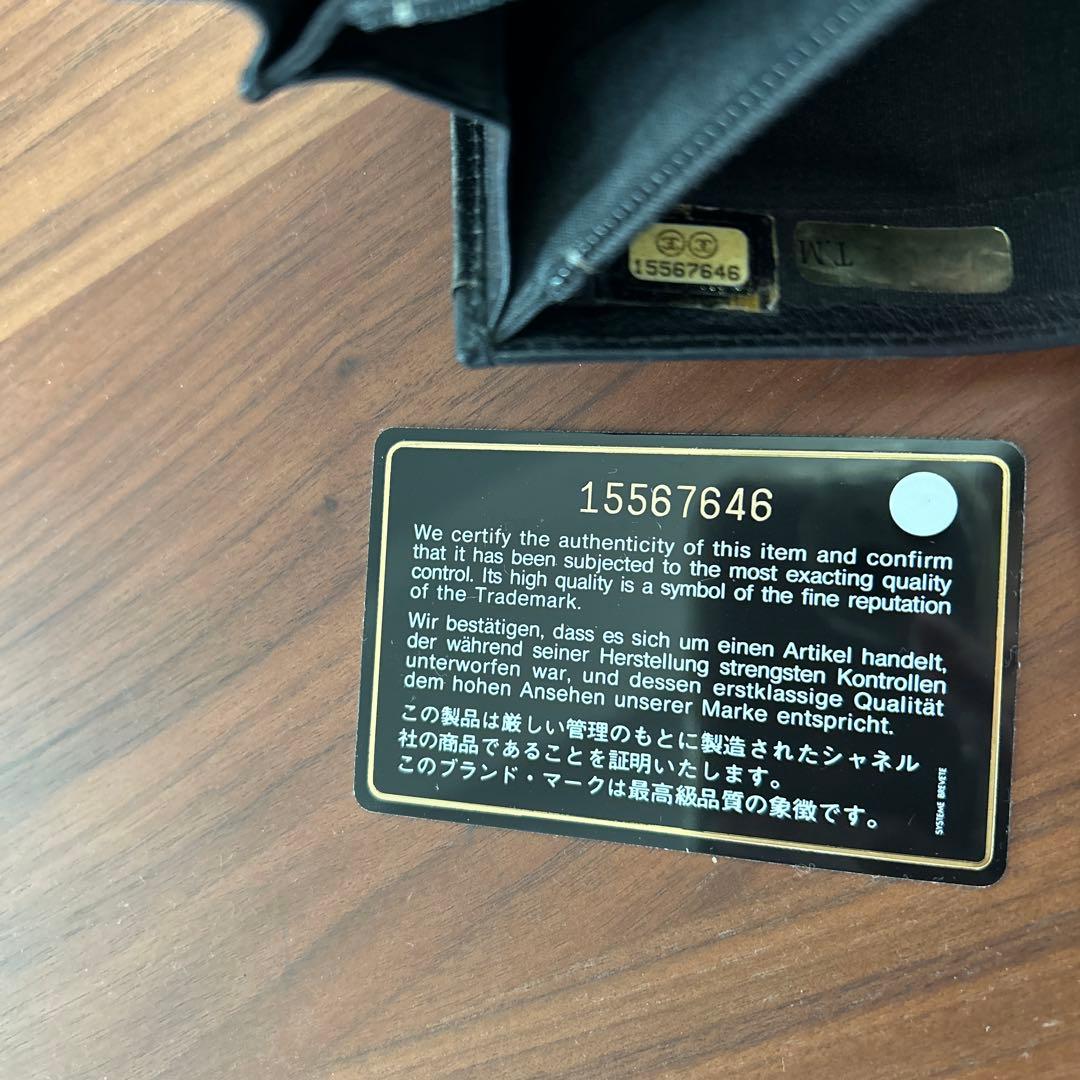 15567646
T.M
15567646
We certify the authenticity of this item and confirm
that it has been subjected to the most exacting quality
control. Its high quality is a symbol of the fine reputation
of the Trademark.
Wir bestätigen, dass es sich um einen Artikel handelt,
der während seiner Herstellung strengsten Kontrollen
unterworfen war, und dessen erstklassige Qualität
dem hohen Ansehen unserer Marke entspricht.
この製品は厳しい管理のもとに製造されたシャネル
社の商品であることを証明いたします。
このブランド・マークは最高級品質の象徴です。
SYSTEME BREVETE